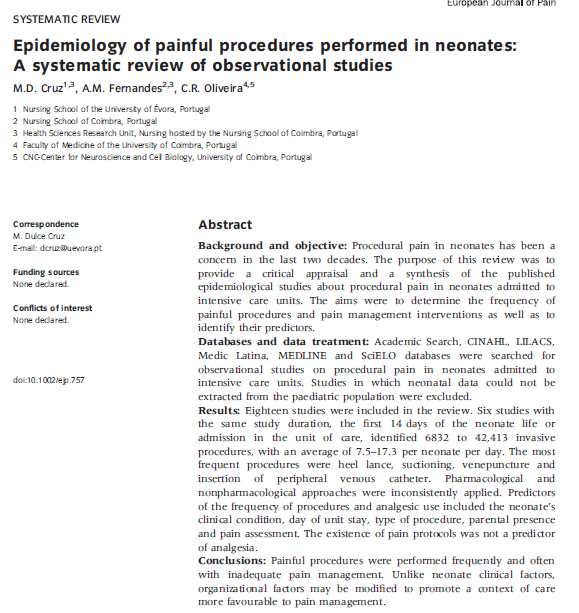 European Journal of Pain
SYSTEMATIC REVIEW
Epidemiology of painful procedures performed in neonates:
A systematic review of observational studies
M.D. Cruz1,3, A.M. Fernandes2,3, C.R. Oliveira4,5
1 Nursing School of the University of Évora, Portugal
2 Nursing School of Coimbra, Portugal
3 Health Sciences Research Unit, Nursing hosted by the Nursing School of Coimbra, Portugal
4 Faculty of Medicine of the University of Coimbra, Portugal
5 CNC-Center for Neuroscience and Cell Biology, University of Coimbra, Portugal
Correspondence
M. Dulce Cruz
E-mail: dcruz@uevora.pt
Funding sources
None declared.
Conflicts of interest
None declared.
doi:10.1002/ejp.757
Abstract
Background and objective: Procedural pain in neonates has been a
concern in the last two decades. The purpose of this review was to
provide a critical appraisal and a synthesis of the published
epidemiological studies about procedural pain in neonates admitted to
intensive care units. The aims were to determine the frequency of
painful procedures and pain management interventions as well as to
identify their predictors.
Databases and data treatment: Academic Search, CINAHL, LILACS,
Medic Latina, MEDLINE and SciELO databases were searched for
observational studies on procedural pain in neonates admitted to
intensive care units. Studies in which neonatal data could not be
extracted from the paediatric population were excluded.
Results: Eighteen studies were included in the review. Six studies with
the same study duration, the first 14 days of the neonate life or
admission in the unit of care, identified 6832 to 42,413 invasive
procedures, with an average of 7.5–17.3 per neonate per day. The most
frequent procedures were heel lance, suctioning, venepuncture and
insertion of peripheral venous catheter. Pharmacological and
nonpharmacological approaches were inconsistently applied. Predictors
of the frequency of procedures and analgesic use included the neonate's
clinical condition, day of unit stay, type of procedure, parental presence
and pain assessment. The existence of pain protocols was not a predictor
of analgesia.
Conclusions: Painful procedures were performed frequently and often
with inadequate pain management. Unlike neonate clinical factors,
organizational factors may be modified to promote a context of care
more favourable to pain management.